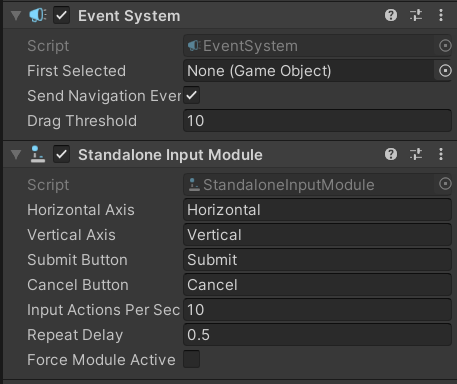 Event System
Script EventSystem
First Selected None (Game Object)
Send Navigation Ever
Drag Threshold 10
Standalone Input Module
Script StandaloneInputModule
Horizontal Axis Horizontal
Vertical Axis Vertical
Submit Button Submit
Cancel Button Cancel
Input Actions Per Sec 10
Repeat Delay 0.5
Force Module Active